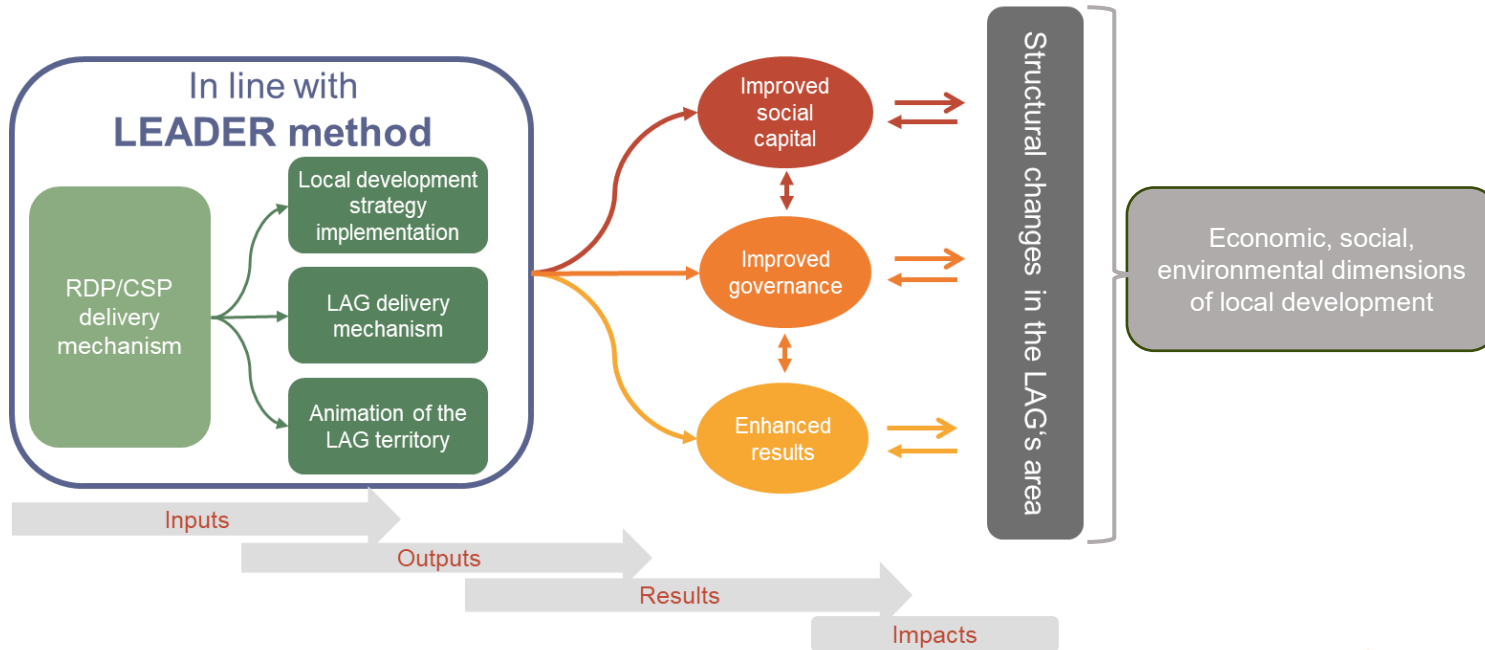 In line with
LEADER method
RDP/CSP
delivery
mechanism
Local development
strategy
implementation
LAG delivery
mechanism
Animation of the
LAG territory
Improved
social
capital
Improved
governance
Enhanced
results
Structural changes in the LAG‘s area
Economic, social,
environmental dimensions
of local development
Inputs
Outputs
Results
Impacts